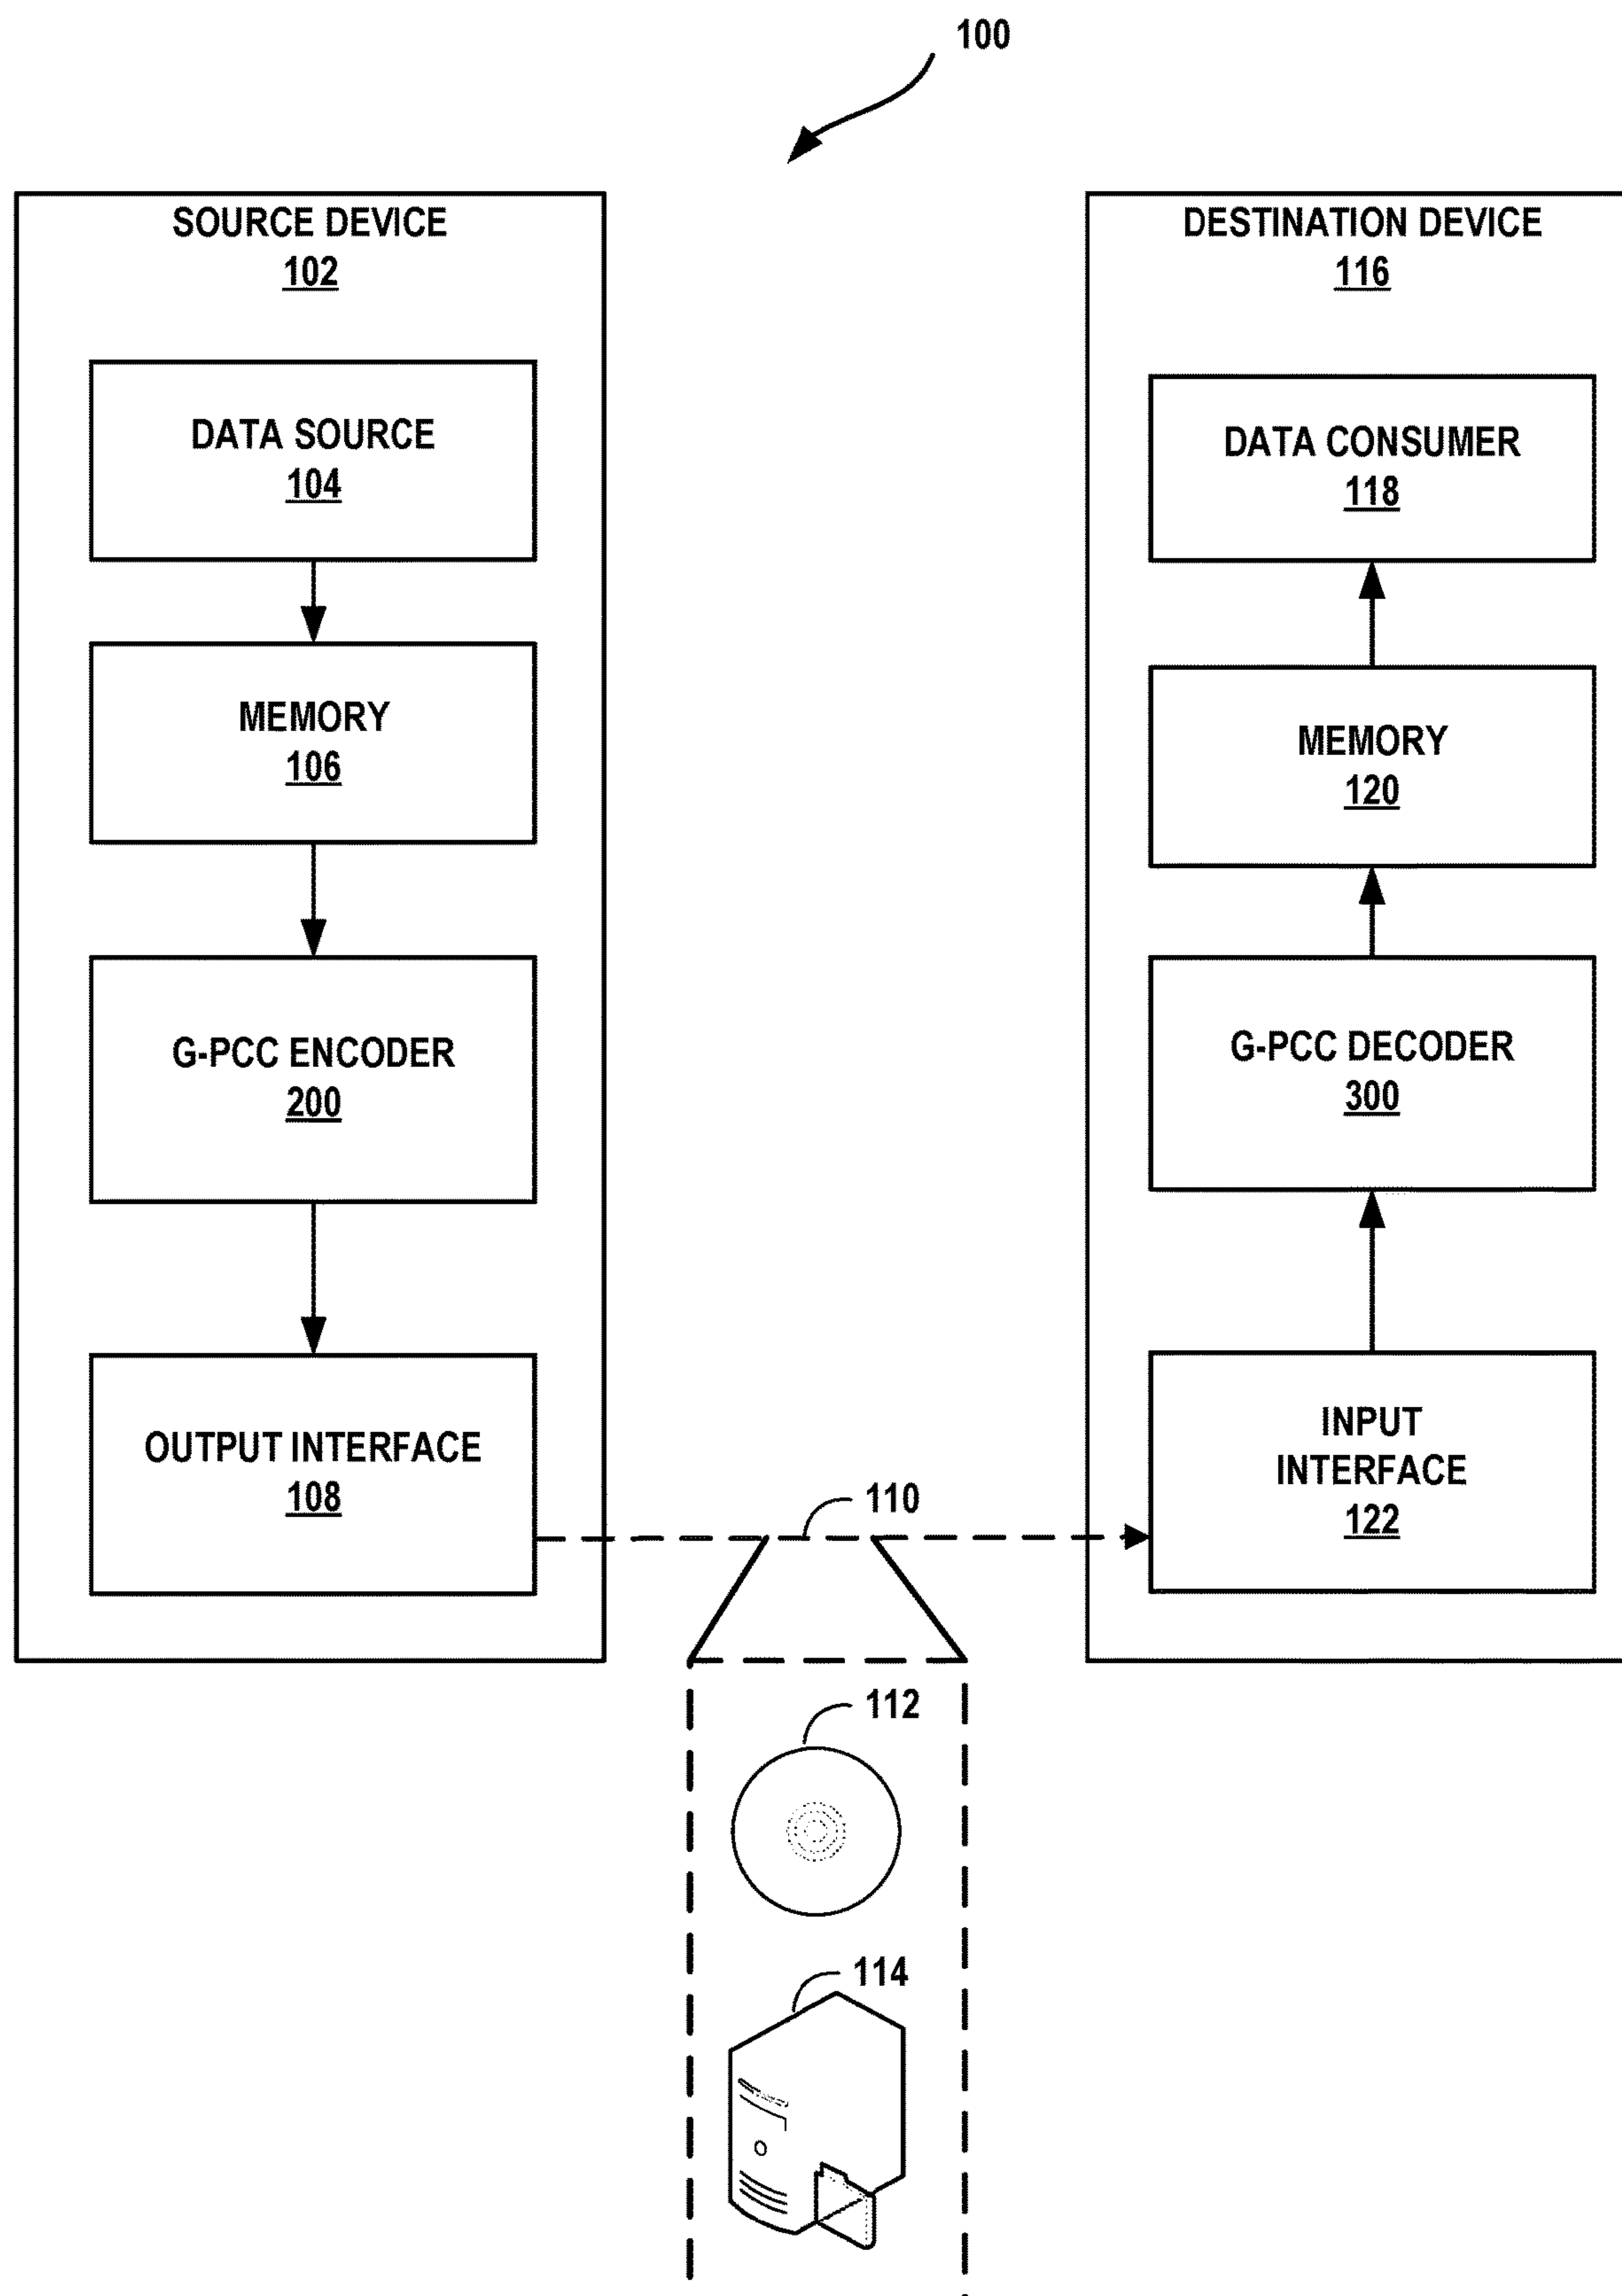 100
SOURCE DEVICE
102
DATA SOURCE
104
MEMORY
106
G-PCC ENCODER
200
OUTPUT INTERFACE
108
DESTINATION DEVICE
116
DATA CONSUMER
118
MEMORY
120
G-PCC DECODER
300
INPUT
INTERFACE
122
110
112
114